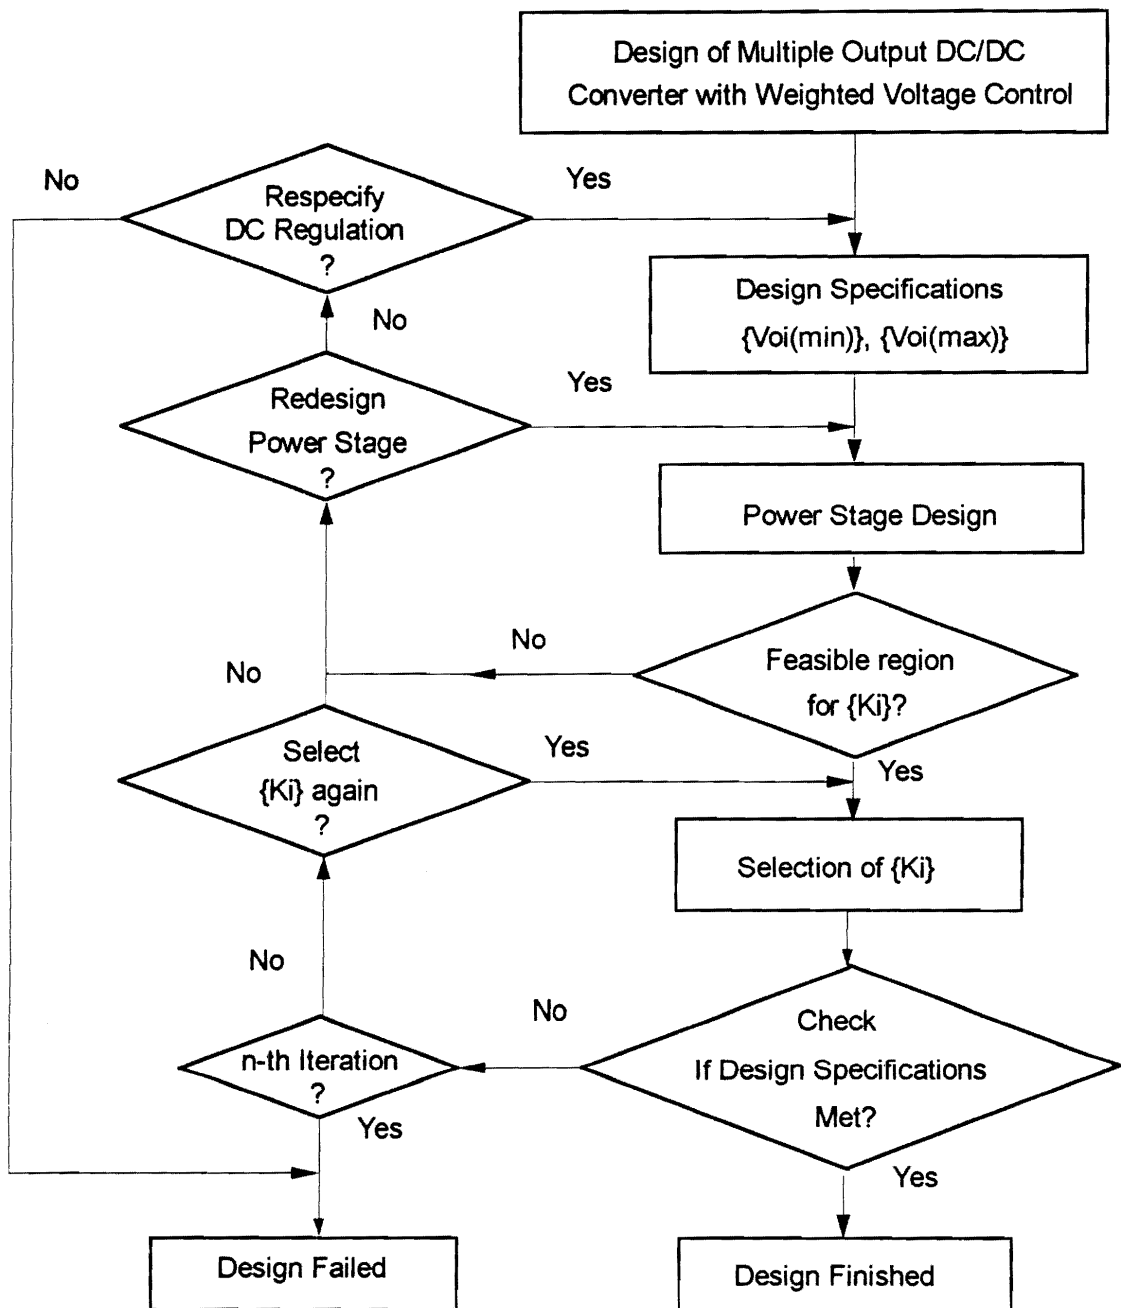 Design of Multiple Output DC/DC
Converter with Weighted Voltage Control
No
Respecify
DC Regulation
?
Yes
Design Specifications
{Voi(min)}, {Voi(max)}
No
Redesign
Power Stage
?
Yes
Power Stage Design
Feasible region
for {Ki}?
No
No
Select
{Ki} again
?
Yes
Yes
Selection of {Ki}
No
No
n-th Iteration
?
Yes
Check
If Design Specifications
Met?
Yes
Design Failed
Design Finished